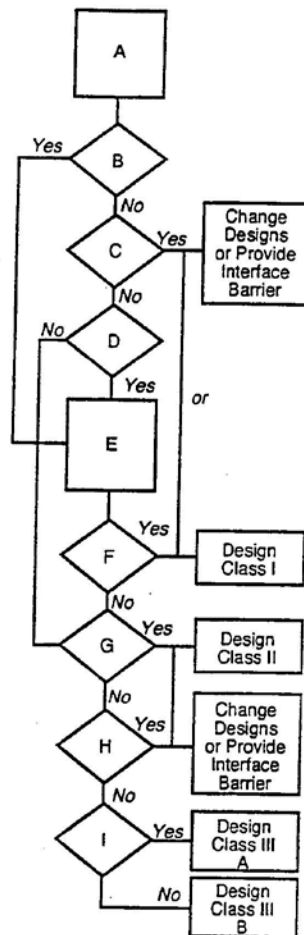 A
Yes
B
No
C
Yes
Change
Designs
or Provide
Interface
Barrier
No
No
D
Yes
or
E
Yes
F
Design
Class I
No
Yes
G
Design
Class II
No
Yes
H
Change
Designs
or Provide
Interface
Barrier
No
I
Yes
Design
Class III
A
No
Design
Class III
B